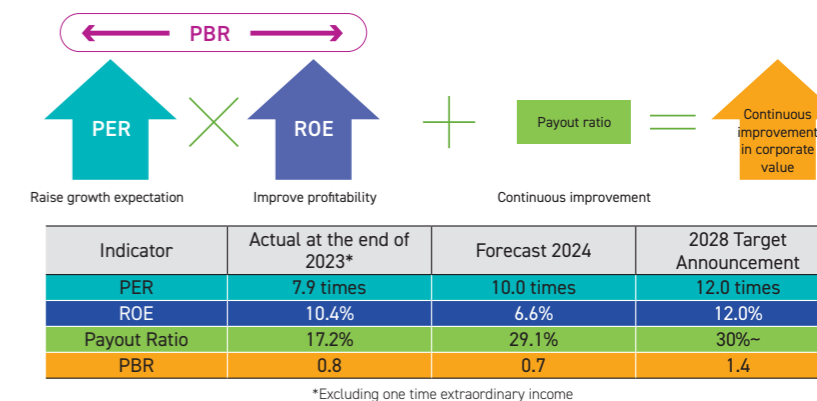 PBR
PER
ROE
Payout ratio
Continuous
improvement
in corporate
value
Raise growth expectation
Improve profitability
Continuous improvement
Indicator
Actual at the end of
2023*
Forecast 2024
2028 Target
Announcement
PER 7.9 times 10.0 times 12.0 times
ROE 10.4% 6.6% 12.0%
Payout Ratio 17.2% 29.1% 30%~
PBR 0.8 0.7 1.4
*Excluding one time extraordinary income